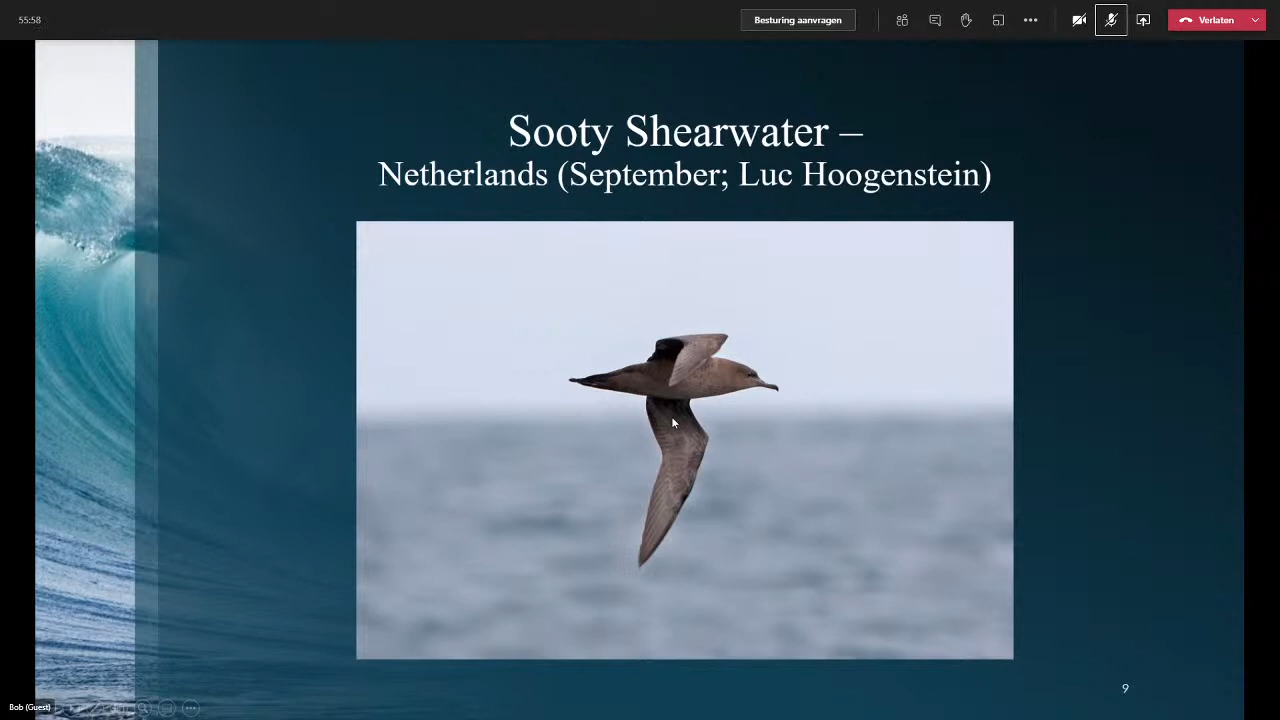 55:58
Besturing aanvragen
Verlaten
Sooty Shearwater –
Netherlands (September; Luc Hoogenstein)
9
Bob (Guest)